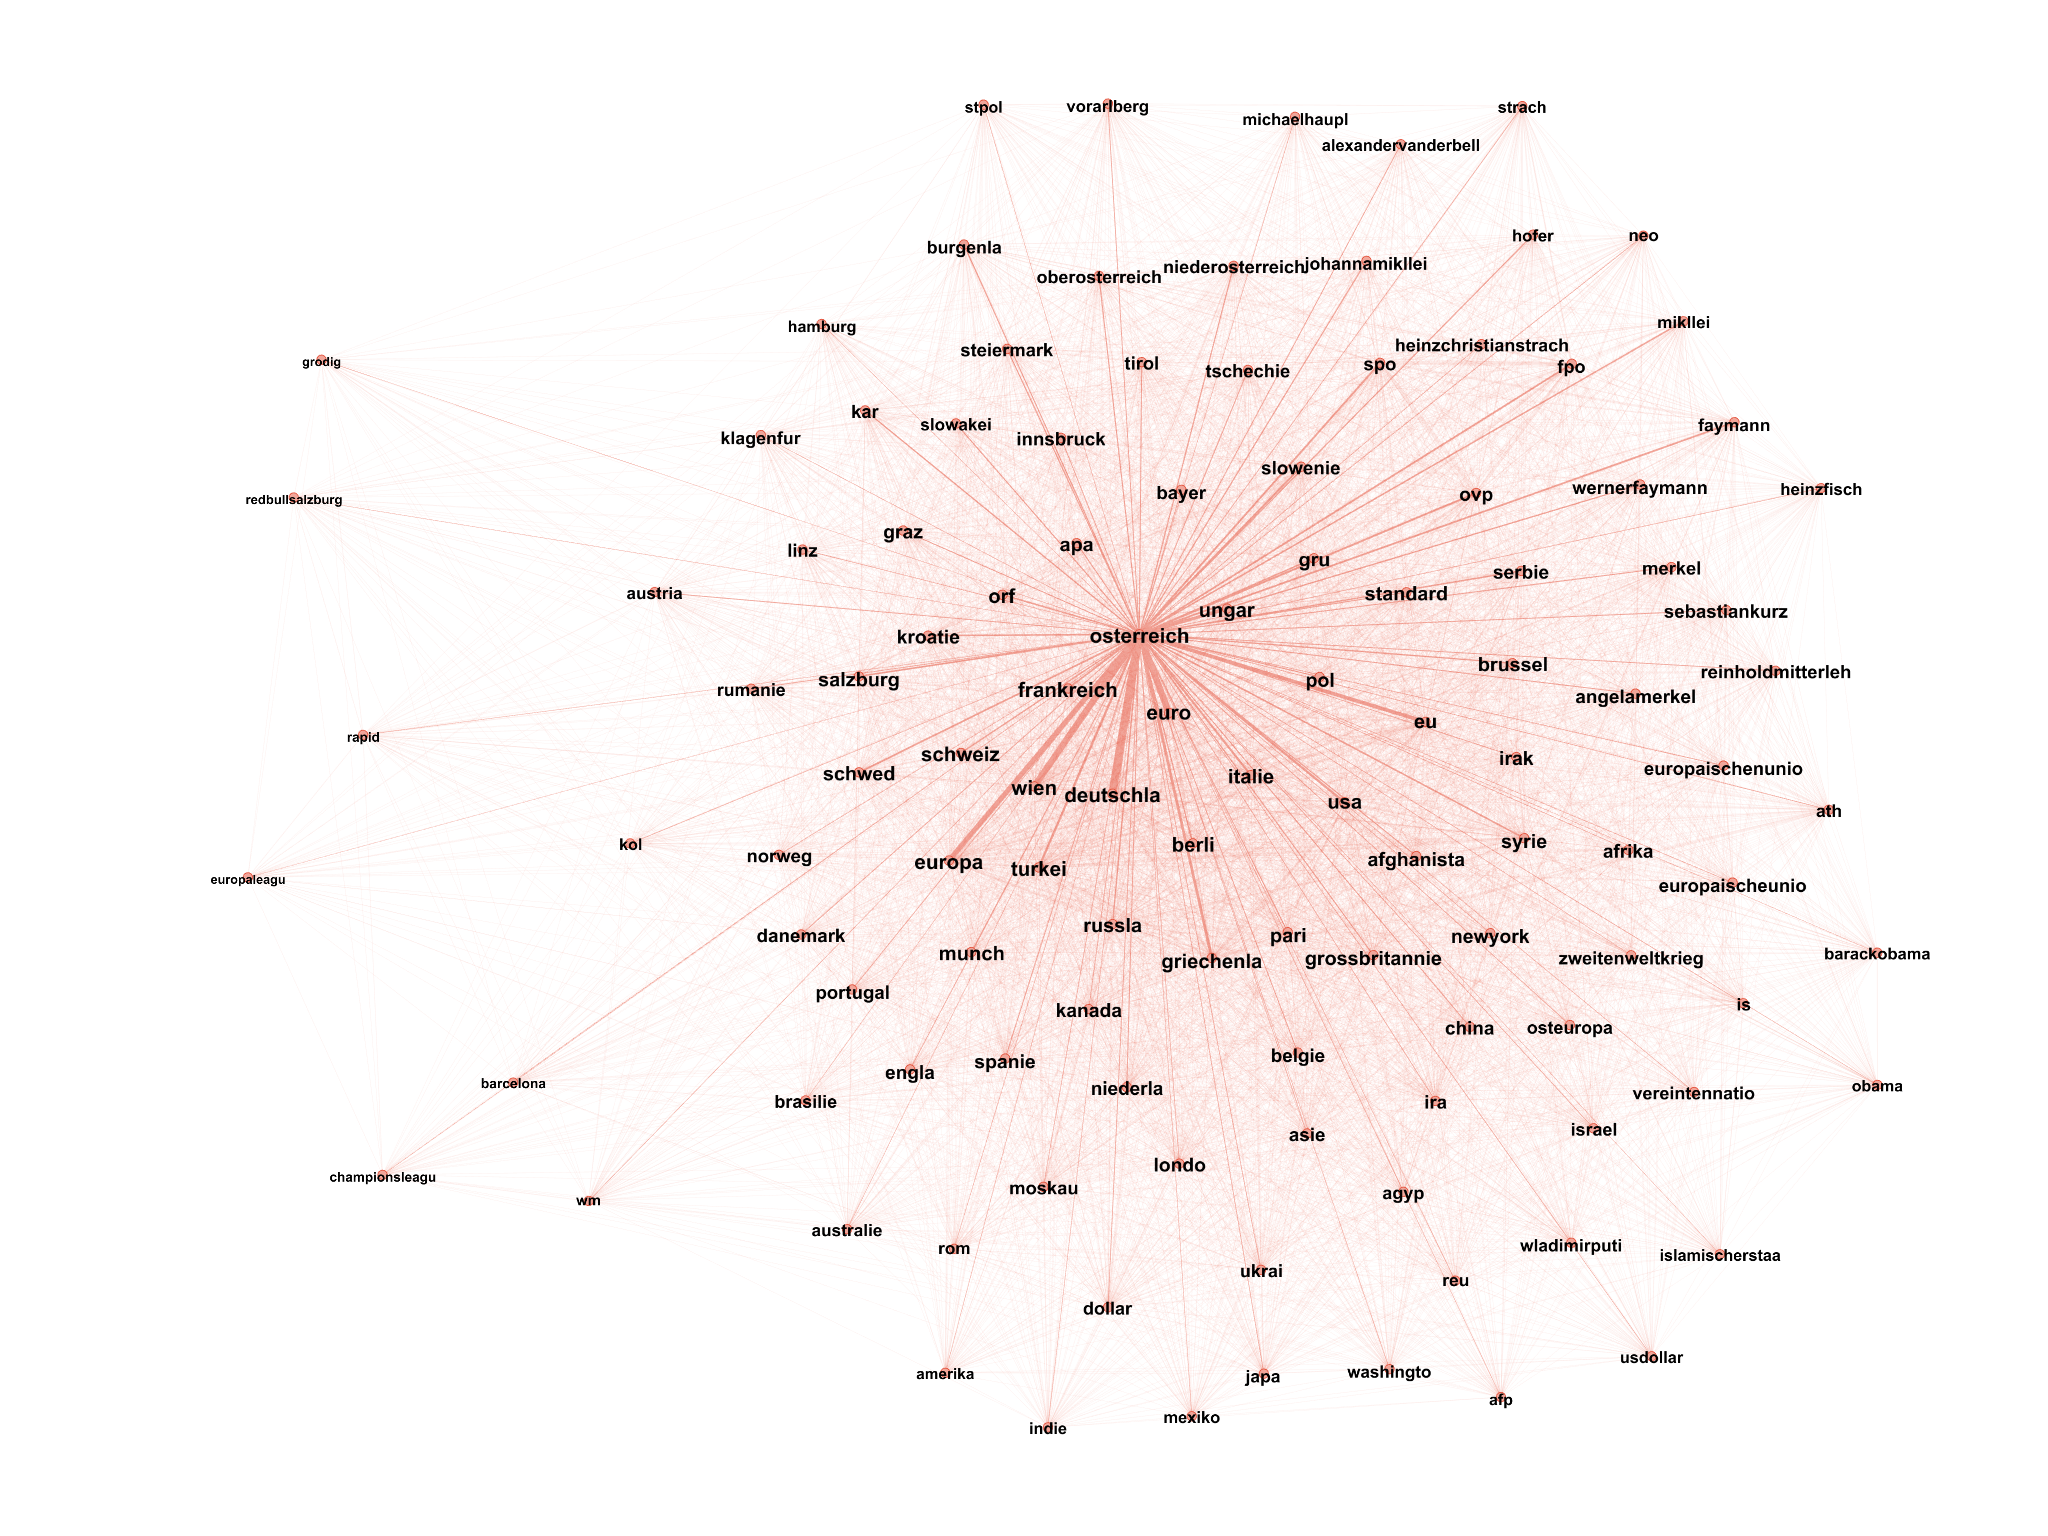 stpol
vorarlberg
michaelhaupl
strach
alexandervanderbell
burgenla
oberosterreich
niederosterreich
johannamikllei
hofer
neo
hamburg
steiermark
tirol
tschechie
spo
heinzchristianstrach
fpo
mikllei
grodig
klagenfur
kar
slowakei
innsbruck
slowenie
faymann
redbullsalzburg
bayer
ovp
wernerfaymann
heinzfisch
linz
graz
apa
gru
serbie
merkel
austria
orf
standard
ungar
sebastiankurz
kroatie
osterreich
rumanie
salzburg
frankreich
pol
brussel
angelamerkel
reinholdmitterleh
rapid
euro
eu
schwed
schweiz
wien
deutschla
italie
usa
irak
europaischenunio
ath
kol
norweg
europa
turkei
berli
afghanista
syrie
afrika
europaischeunio
europaleagu
danemark
munch
russla
griechenla
pari
grossbritannie
newyork
zweitenweltkrieg
barackobama
portugal
kanada
china
osteuropa
is
barcelona
brasilie
engla
spanie
niederla
belgie
ira
israel
vereintennatio
obama
championsleagu
wm
australie
rom
moskau
londo
asie
agyp
wladimirputi
islamischerstaa
dollar
ukrai
reu
amerika
indie
mexiko
japa
washingto
afp
usdollar